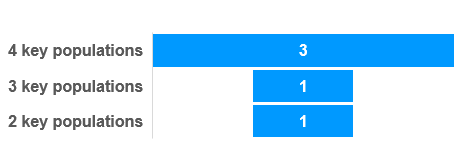 4 key populations 3
3 key populations 1
2 key populations 1